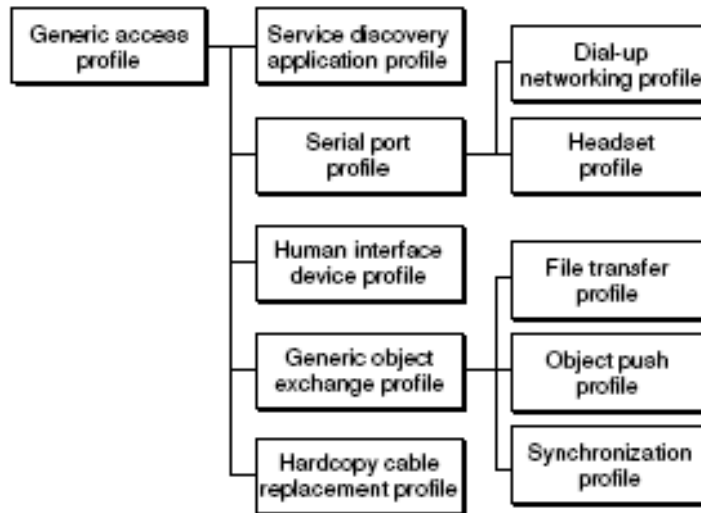 Generic access
profile
Service discovery
application profile
Serial port
profile
Human interface
device profile
Generic object
exchange profile
Hardcopy cable
replacement profile
Dial-up
networking profile
Headset
profile
File transfer
profile
Object push
profile
Synchronization
profile